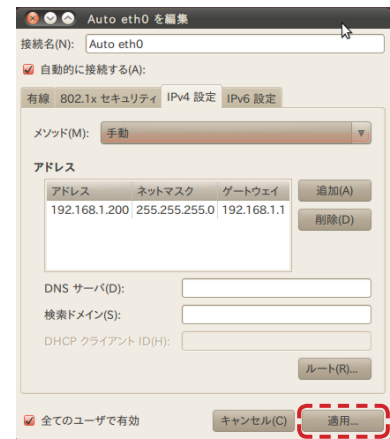 Auto eth0 を編集
接続名(N): Auto eth0
自動的に接続する(A):
有線 802.1x セキュリティ IPv4 設定 IPv6 設定
メソッド(M): 手動
アドレス
アドレス ネットマスク ゲートウェイ 追加(A)
192.168.1.200 255.255.255.0 192.168.1.1 削除(D)
DNS サーバ(D):
検索ドメイン(S):
DHCP クライアント ID(H):
ルート(R)...
全てのユーザで有効 キャンセル(C) 適用...